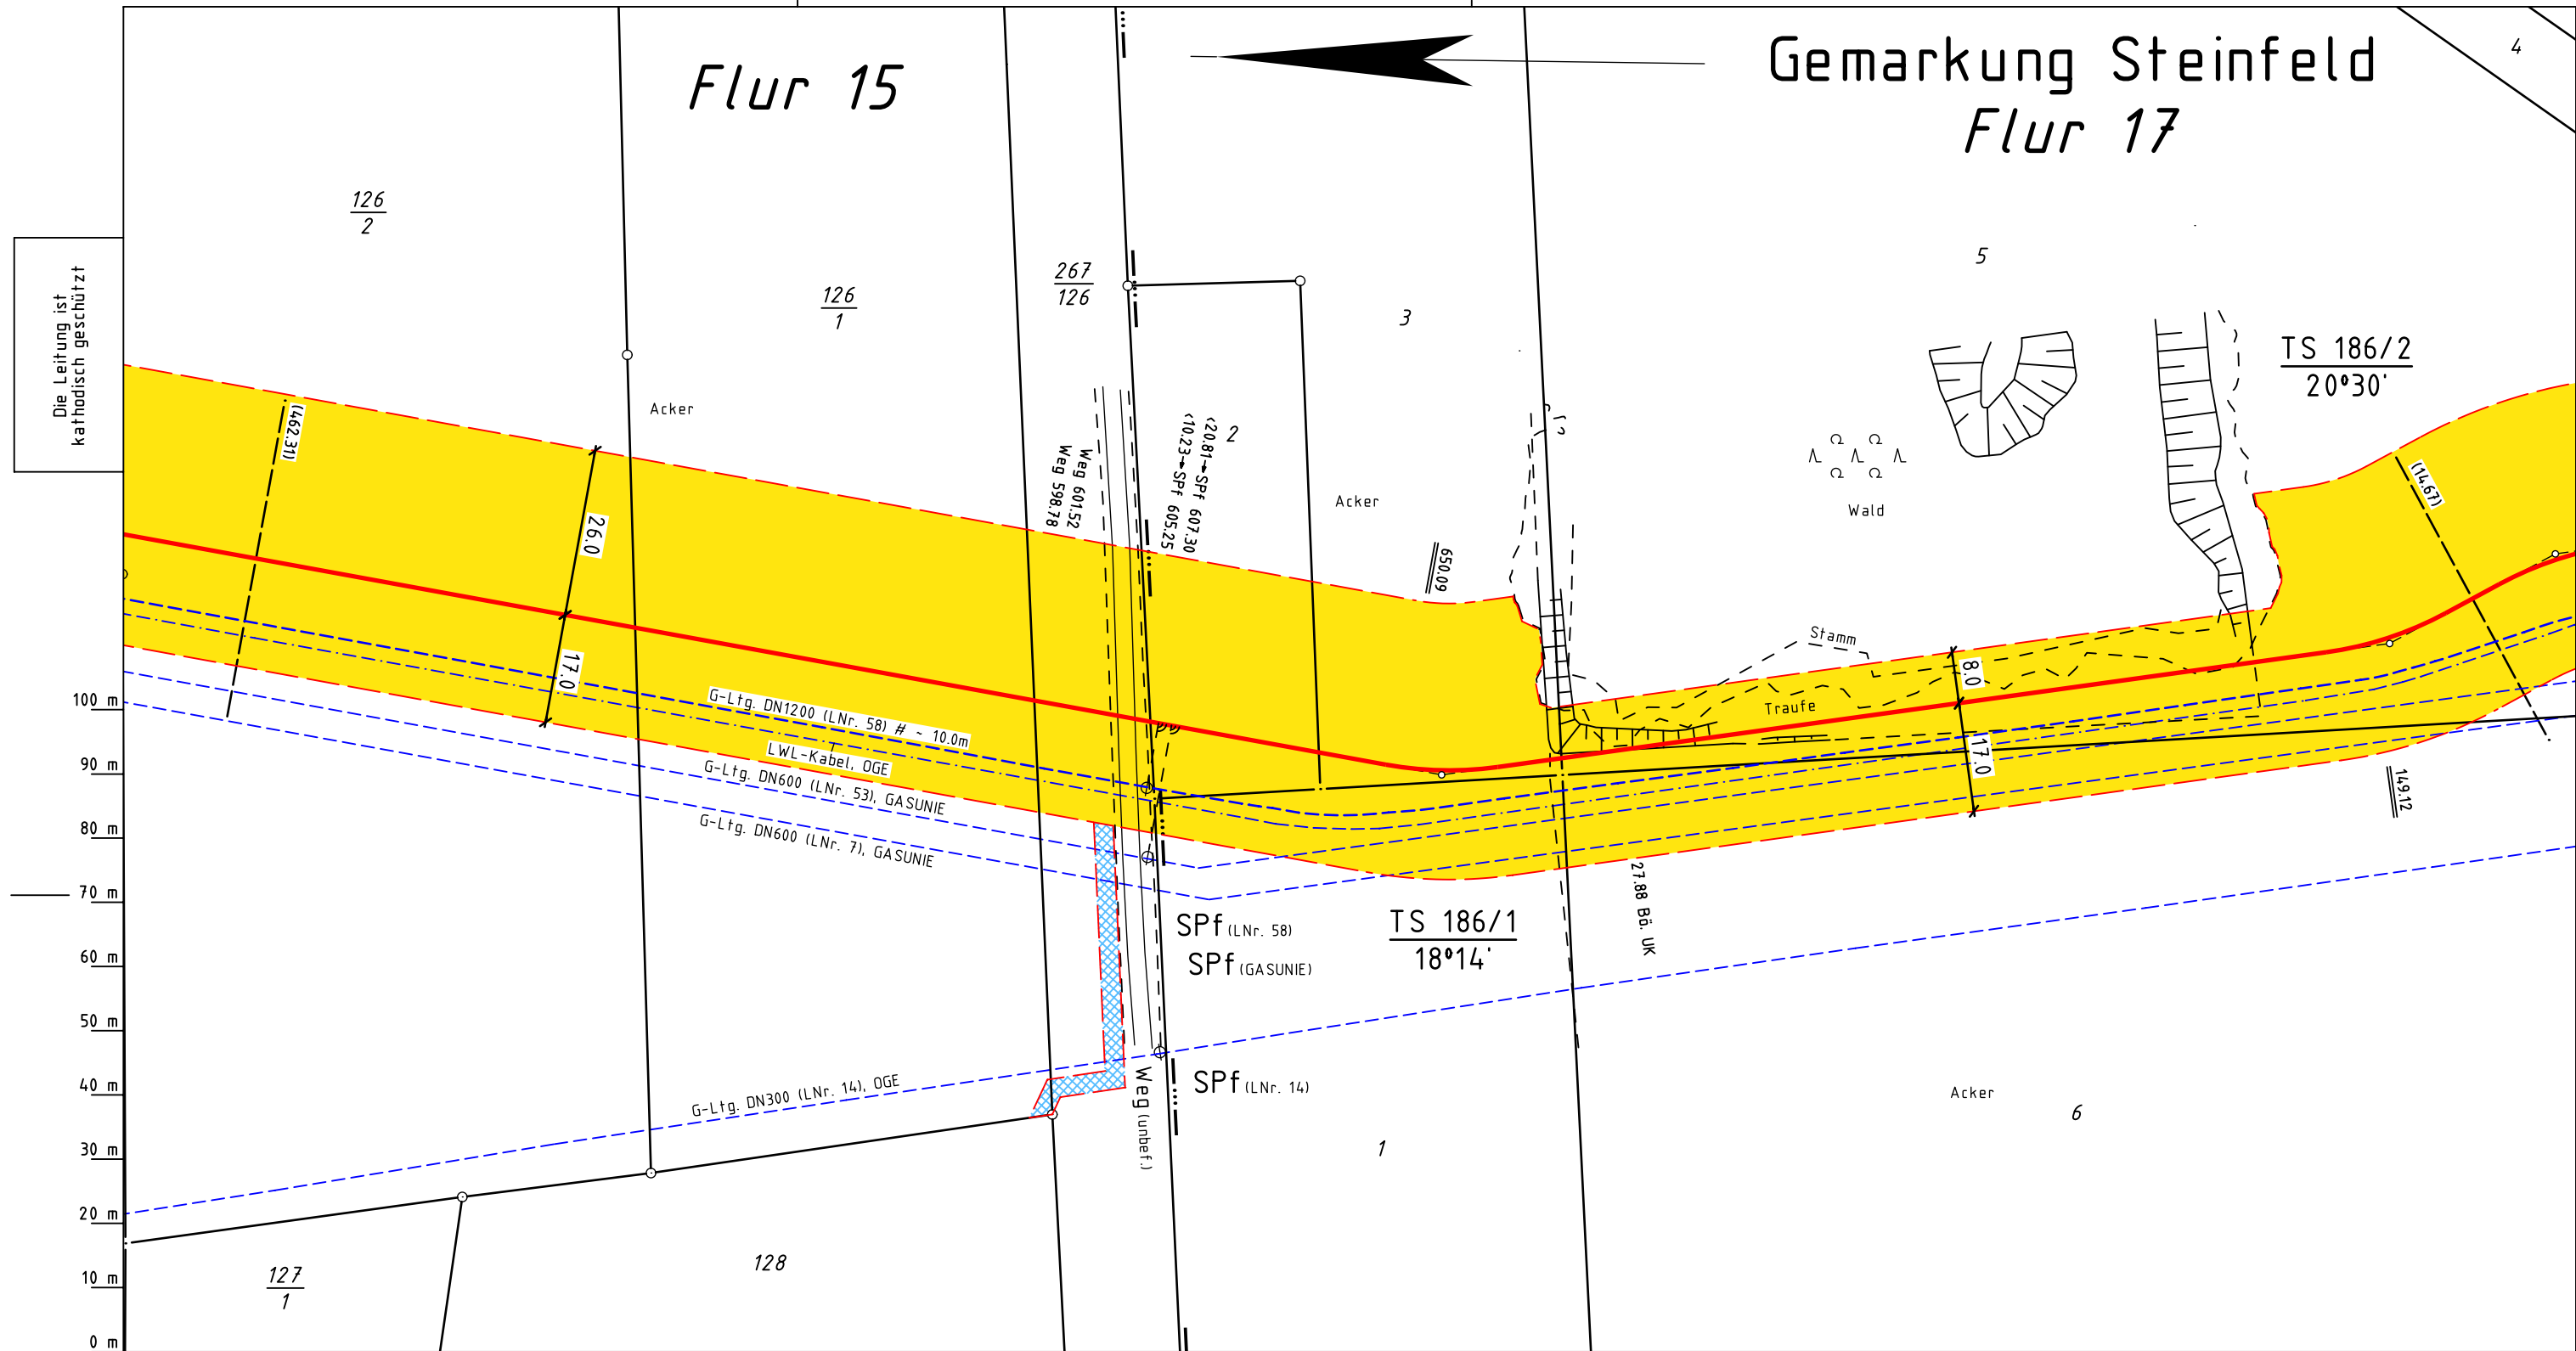 Flur 15
Gemarkung Steinfeld
Flur 17
4
126
2
Die Leitung ist
kathodisch geschützt
126
1
267
126
3
5
2
TS 186/2
20°30'
Acker
(462.31)
26.0
17.0
Weg 601.52
Weg 598.78
(20.81→SPf 607.30
(10.23→SPf 605.25
Acker
650.09
Wald
(14.67)
Stamm
Traufe
8.0
17.0
149.12
G-Ltg. DN1200 (LNr. 58) # ~ 10.0m
LWL-Kabel, OGE
G-Ltg. DN600 (LNr. 53), GASUNIE
G-Ltg. DN600 (LNr. 7), GASUNIE
27.88 Bö. UK
SPf (LNr. 58)
SPf (GASUNIE)
TS 186/1
18°14'
G-Ltg. DN300 (LNr. 14), OGE
Weg (unbef.)
SPf (LNr. 14)
Acker
6
1
128
127
1
100 m
90 m
80 m
70 m
60 m
50 m
40 m
30 m
20 m
10 m
0 m